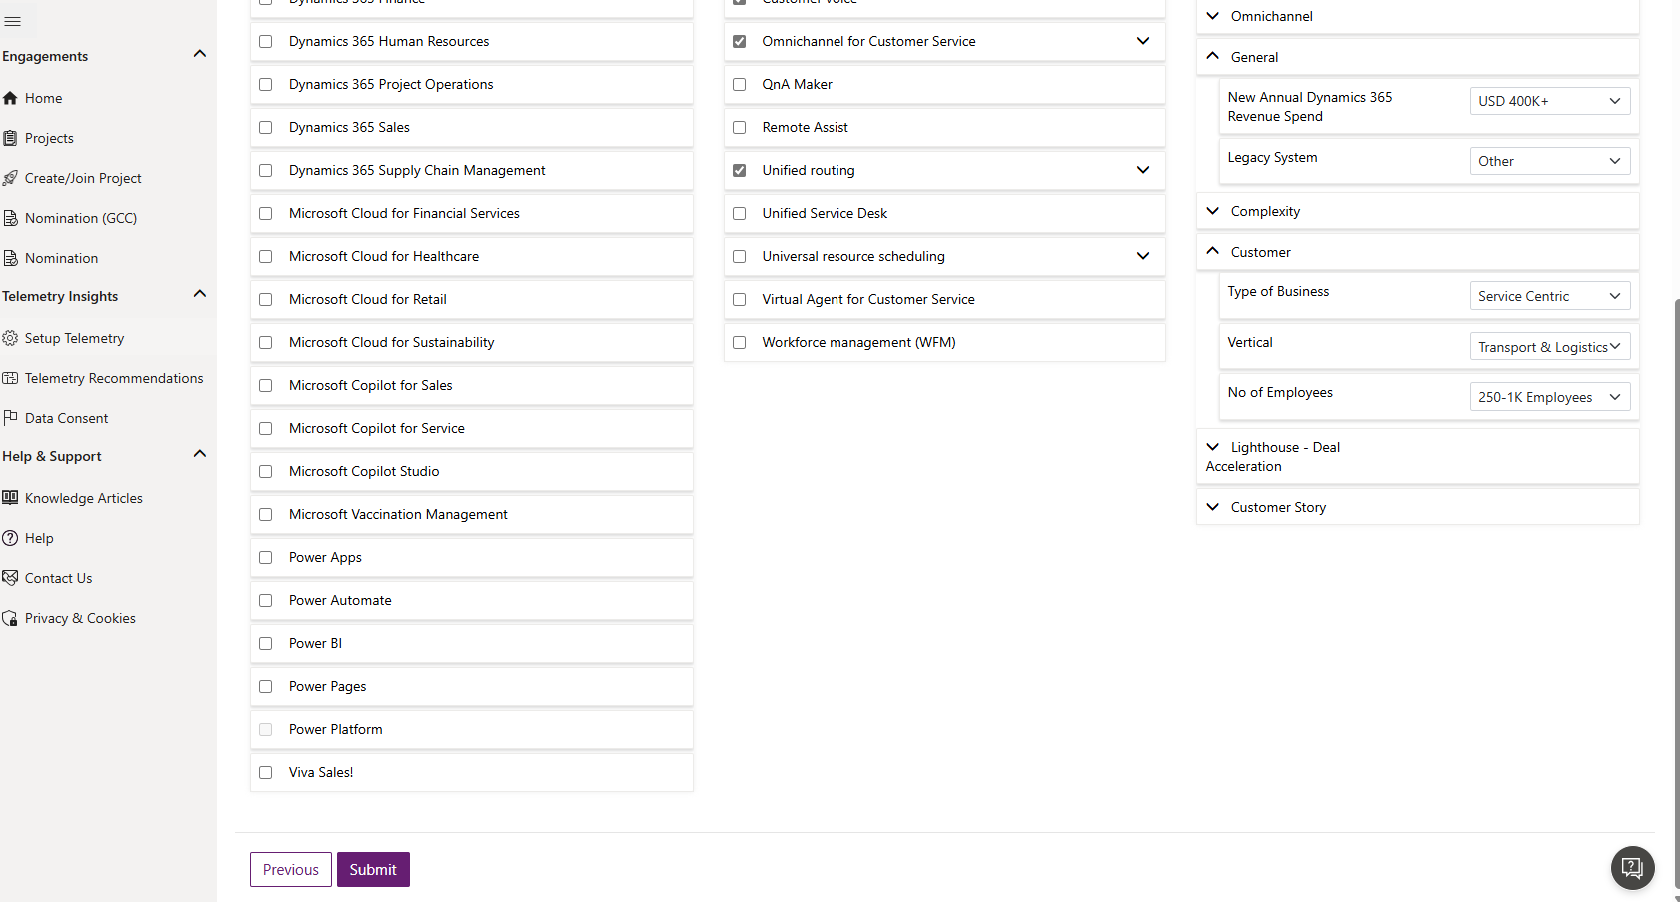 Engagements
Home
Projects
Create/Join Project
Nomination (GCC)
Nomination
Telemetry Insights
Setup Telemetry
Telemetry Recommendations
Data Consent
Help & Support
Knowledge Articles
Help
Contact Us
Privacy & Cookies
Dynamics 365 Finance
Dynamics 365 Human Resources
Dynamics 365 Project Operations
Dynamics 365 Sales
Dynamics 365 Supply Chain Management
Microsoft Cloud for Financial Services
Microsoft Cloud for Healthcare
Microsoft Cloud for Retail
Microsoft Cloud for Sustainability
Microsoft Copilot for Sales
Microsoft Copilot for Service
Microsoft Copilot Studio
Microsoft Vaccination Management
Power Apps
Power Automate
Power BI
Power Pages
Power Platform
Viva Sales!
Customer Voice
Omnichannel for Customer Service
QnA Maker
Remote Assist
Unified routing
Unified Service Desk
Universal resource scheduling
Virtual Agent for Customer Service
Workforce management (WFM)
Omnichannel
General
New Annual Dynamics 365
Revenue Spend
USD 400K+
Legacy System
Other
Complexity
Customer
Type of Business
Service Centric
Vertical
Transport & Logistics
No of Employees
250-1K Employees
Lighthouse - Deal
Acceleration
Customer Story
Previous
Submit